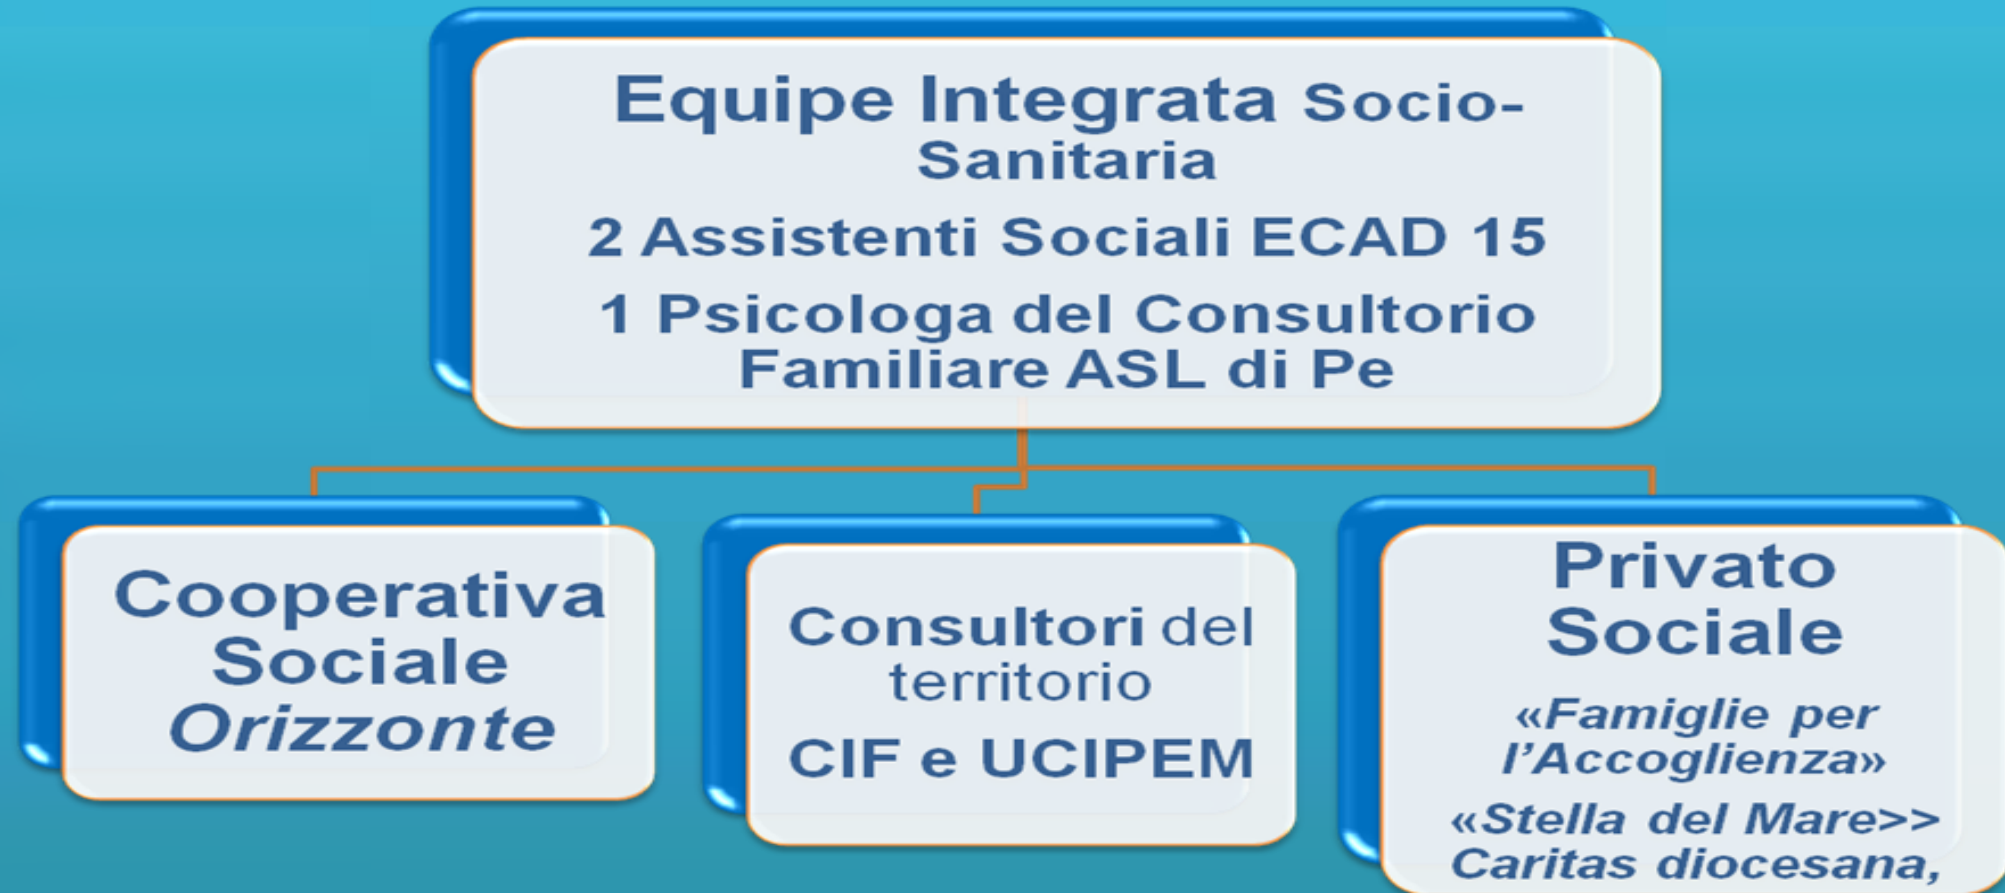 Equipe Integrata Socio-
Sanitaria
2 Assistenti Sociali ECAD 15
1 Psicologa del Consultorio
Familiare ASL di Pe
Cooperativa
Sociale
Orizzonte
Consultori del
territorio
CIF e UCIPEM
Privato
Sociale
«Famiglie per
l’Accoglienza»
«Stella del Mare>>
Caritas diocesana,